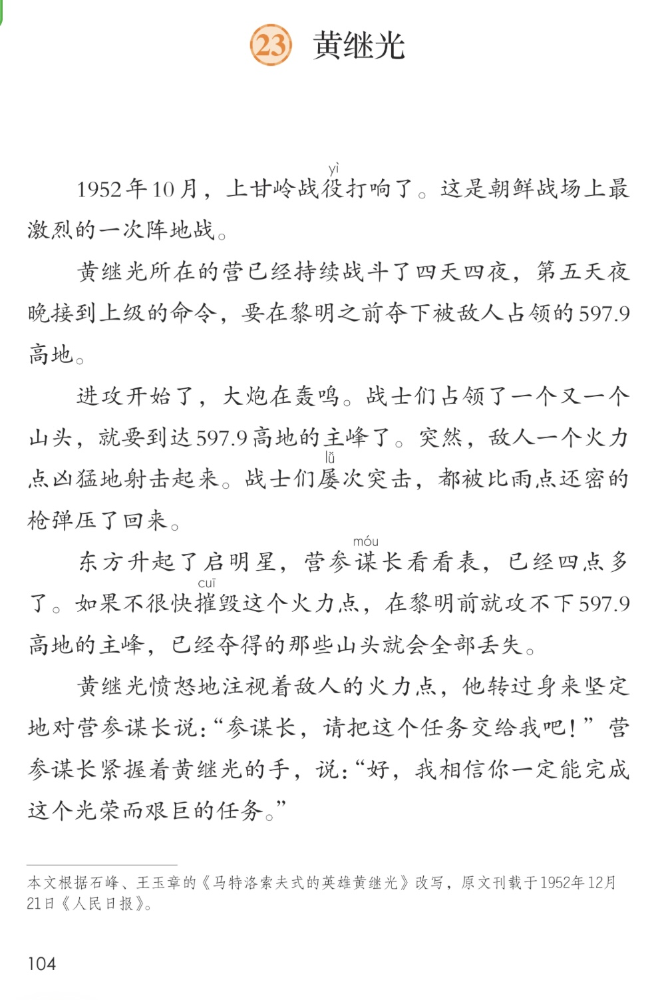 23 黄继光
yì
1952年10月，上甘岭战役打响了。这是朝鲜战场上最
激烈的一次阵地战。
黄继光所在的营已经持续战斗了四天四夜，第五天夜
晚接到上级的命令，要在黎明之前夺下被敌人占领的597.9
高地。
进攻开始了，大炮在轰鸣。战士们占领了一个又一个
山头，就要到达597.9高地的主峰了。突然，敌人一个火力
lǚ
点凶猛地射击起来。战士们屡次突击，都被比雨点还密的
枪弹压了回来。
móu
东方升起了启明星，营参谋长看看表，已经四点多
cuī
了。如果不很快摧毁这个火力点，在黎明前就攻不下597.9
高地的主峰，已经夺得的那些山头就会全部丢失。
黄继光愤怒地注视着敌人的火力点，他转过身来坚定
地对营参谋长说：“参谋长，请把这个任务交给我吧！”营
参谋长紧握着黄继光的手，说：“好，我相信你一定能完成
这个光荣而艰巨的任务。”
本文根据石峰、王玉章的《马特洛索夫式的英雄黄继光》改写，原文刊载于1952年12月
21日《人民日报》。
104